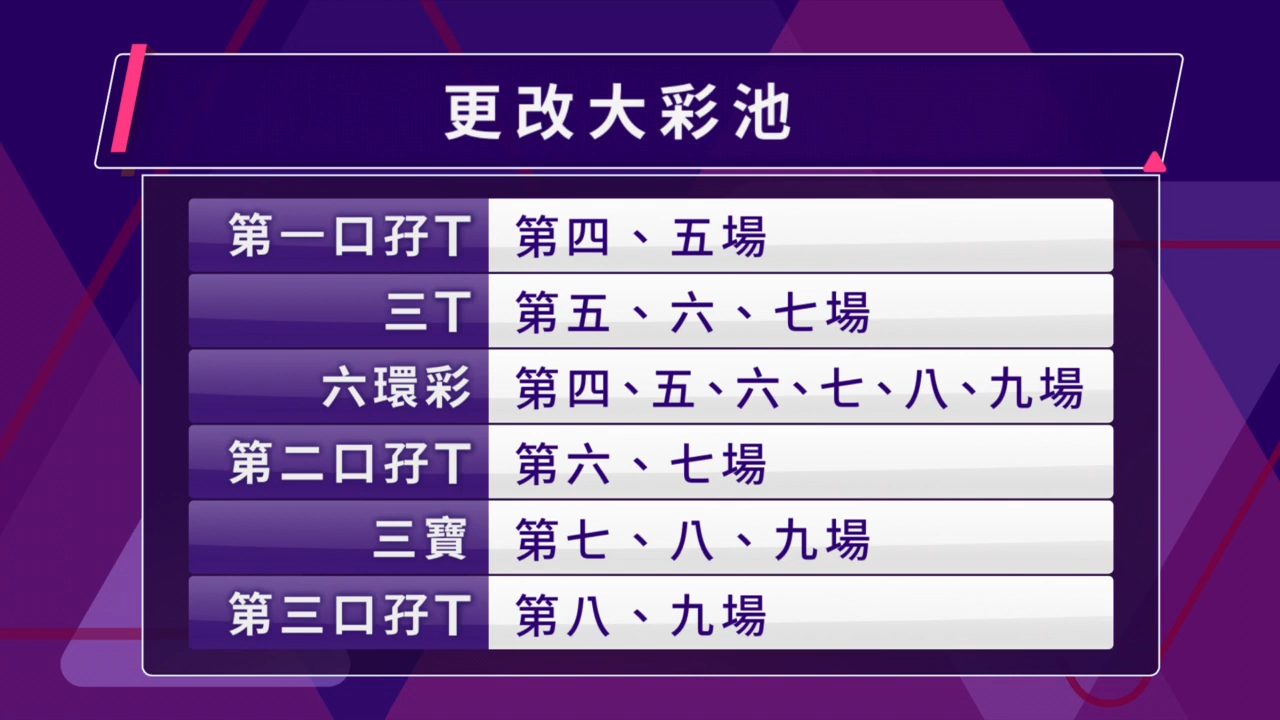 更改大彩池
第一口孖T 第四、五場
三T 第五、六、七場
六環彩 第四、五、六、七、八、九場
第二口孖T 第六、七場
三寶 第七、八、九場
第三口孖T 第八、九場